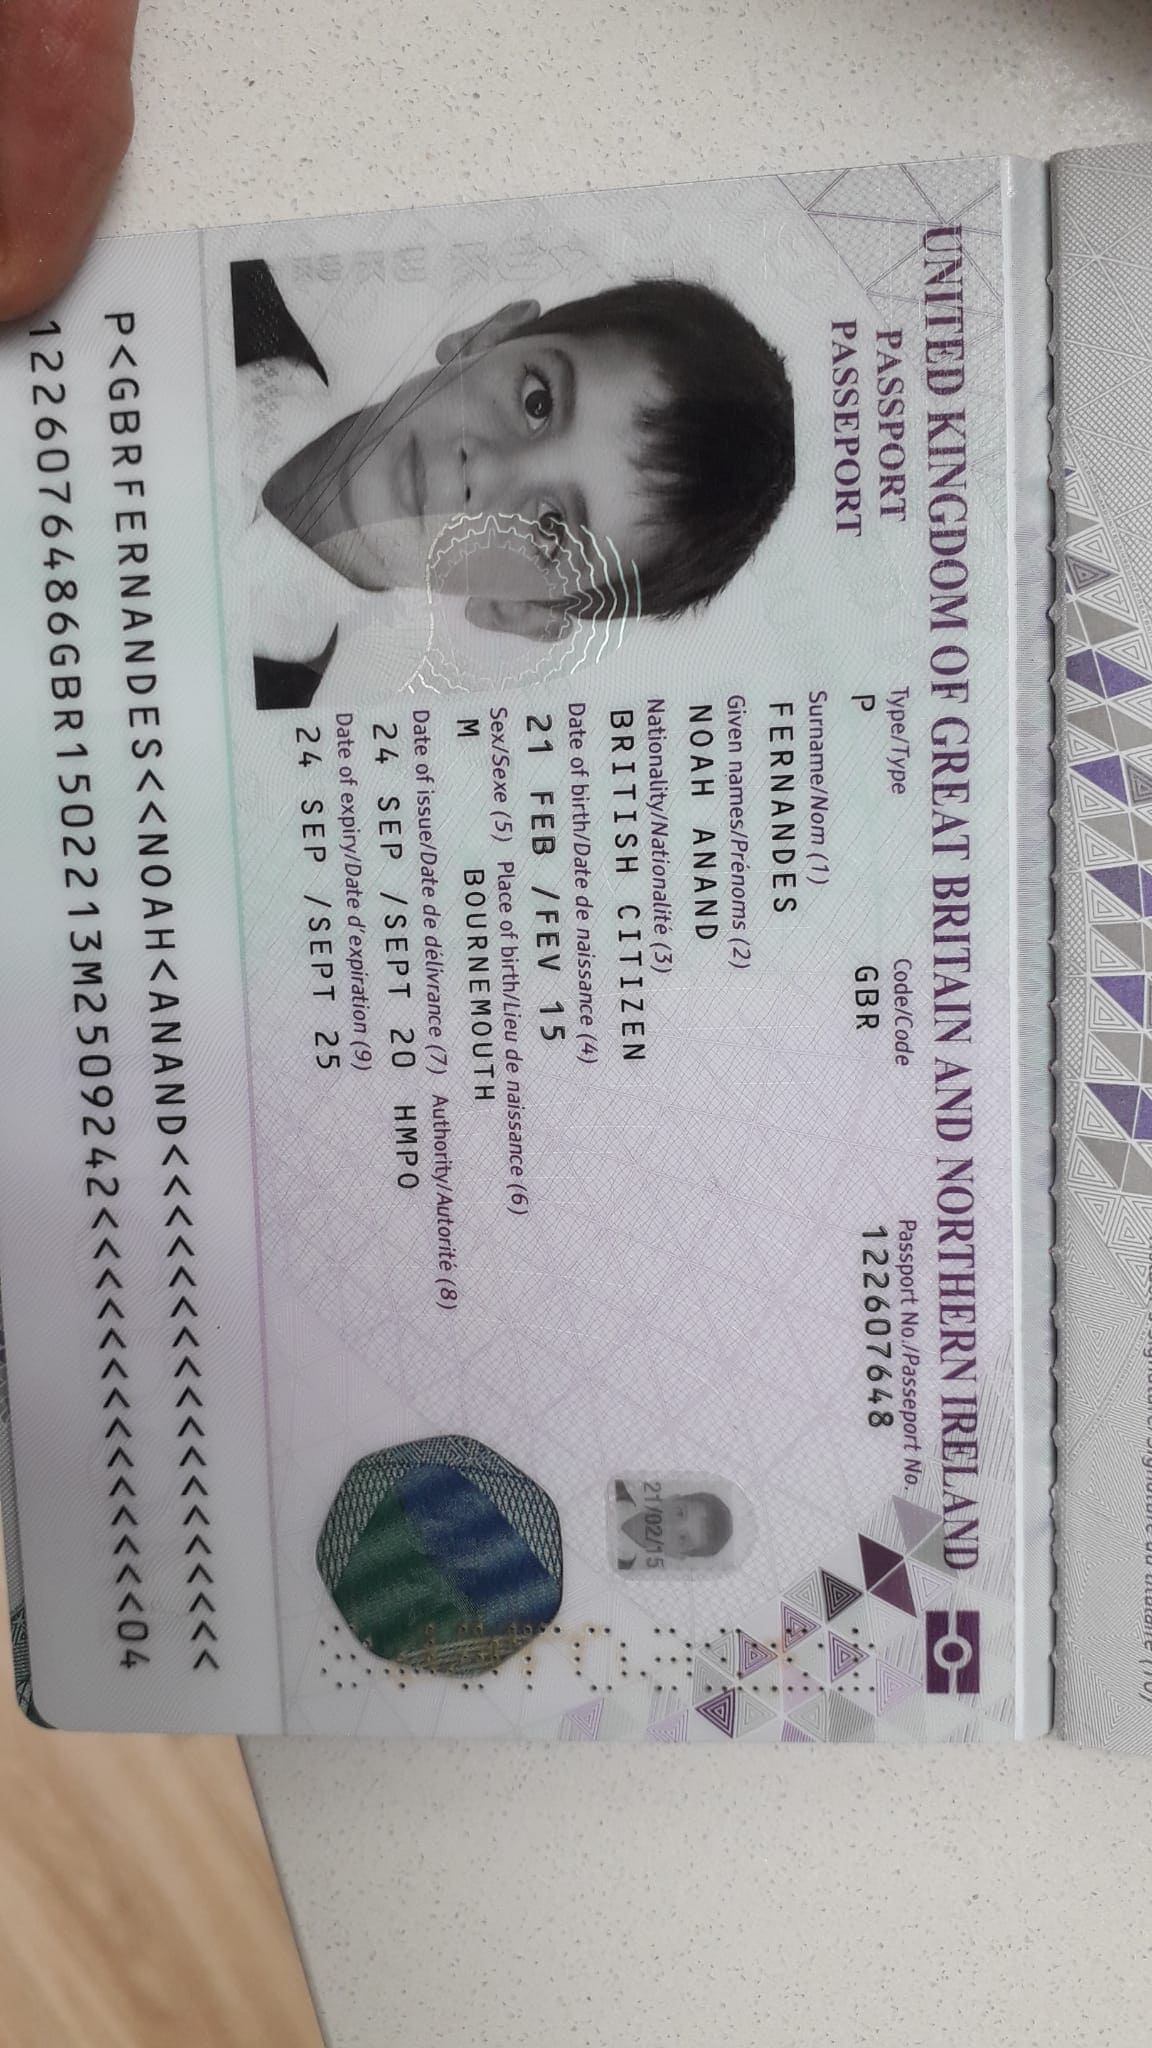 UNITED KINGDOM OF GREAT BRITAIN AND NORTHERN IRELAND
PASSPORT
PASSEPORT
Type/Type
P
Code/Code
GBR
Passport No./Passeport No.
122607648
Surname/Nom (1)
FERNANDES
Given names/Prénoms (2)
NOAH ANAND
Nationality/Nationalité (3)
BRITISH CITIZEN
Date of birth/Date de naissance (4)
21 FEB /FEV 15
Sex/Sexe (5) Place of birth/Lieu de naissance (6)
M BOURNEMOUTH
Date of issue/Date de délivrance (7) Authority/Autorité (8)
24 SEP /SEPT 20 HMPO
Date of expiry/Date d'expiration (9)
24 SEP /SEPT 25
21/02/15
P<GBRFERNANDES<<NOAH<ANAND<<<<<<<<<<<<<<<<<<
1226076486GBR1502213M2509242<<<<<<<<<<<<<<04